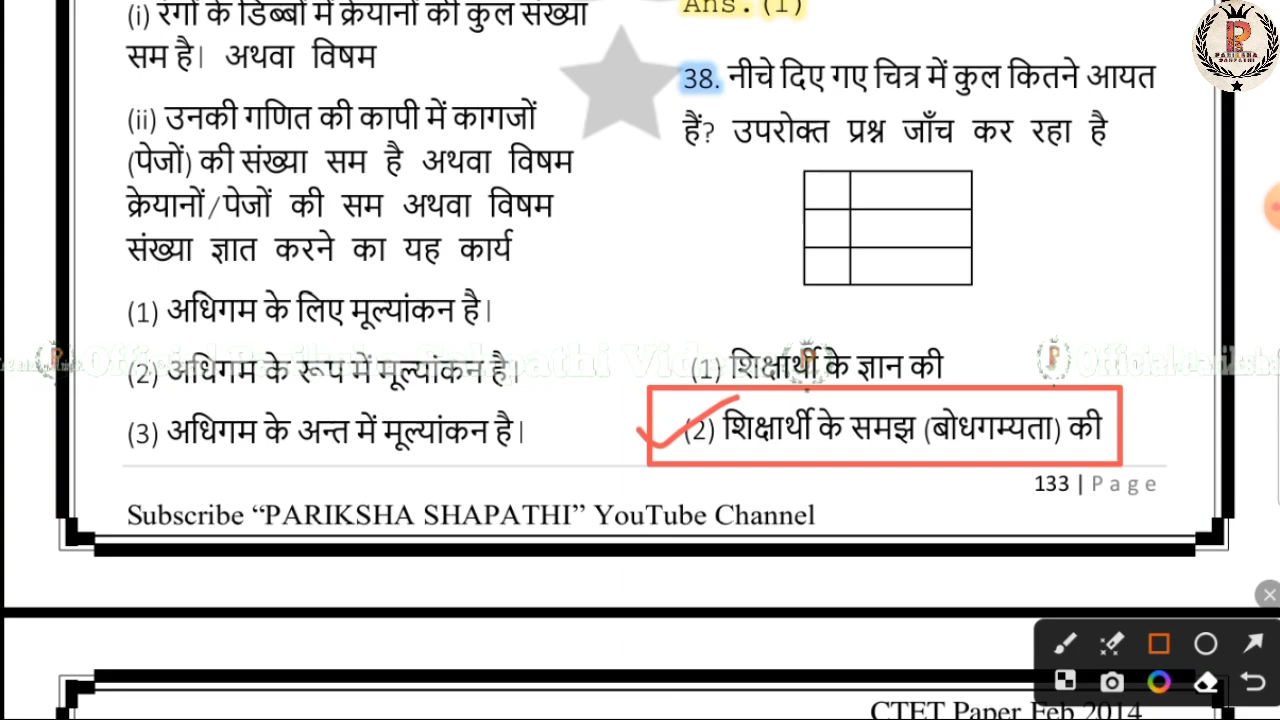 (i) रंगों के डिब्बों में क्रेयानों की कुल संख्या
सम है। अथवा विषम
(ii) उनकी गणित की कापी में कागजों
(पेजों) की संख्या सम है अथवा विषम
क्रेयानों/पेजों की सम अथवा विषम
संख्या ज्ञात करने का यह कार्य
(1) अधिगम के लिए मूल्यांकन है।
(2) अधिगम के रूप में मूल्यांकन है।
(3) अधिगम के अन्त में मूल्यांकन है।
Ans.(1)
38. नीचे दिए गए चित्र में कुल कितने आयत
हैं? उपरोक्त प्रश्न जाँच कर रहा है
(1) शिक्षार्थी के ज्ञान की
(2) शिक्षार्थी के समझ (बोधगम्यता) की
133 | Page
Subscribe “PARIKSHA SHAPATHI” YouTube Channel
CTET Paper Feb 2014
PARIKSHA
SHAPATHI